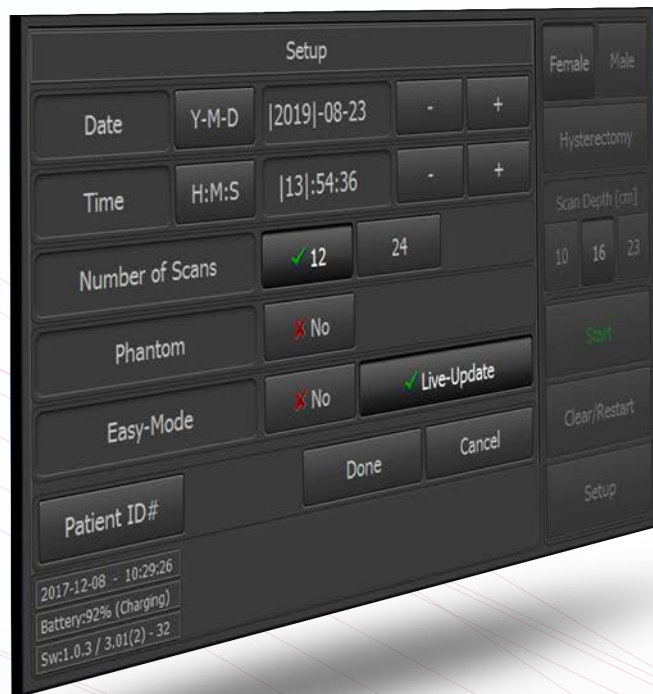 Setup
Date Y-M-D |2019|-08-23 - +
Time H:M:S |13|:54:36 - +
Number of Scans ✓12 24
Phantom ✗ No
Easy-Mode ✗ No ✓ Live-Update
Done Cancel
Patient ID#
2017-12-08 - 10:29:26
Battery:92% (Charging)
Sw:1.0.3 / 3.01(2) - 32
Female Male
Hysterectomy
Scan Depth [cm]
10 16 23
Start
Clear/Restart
Setup